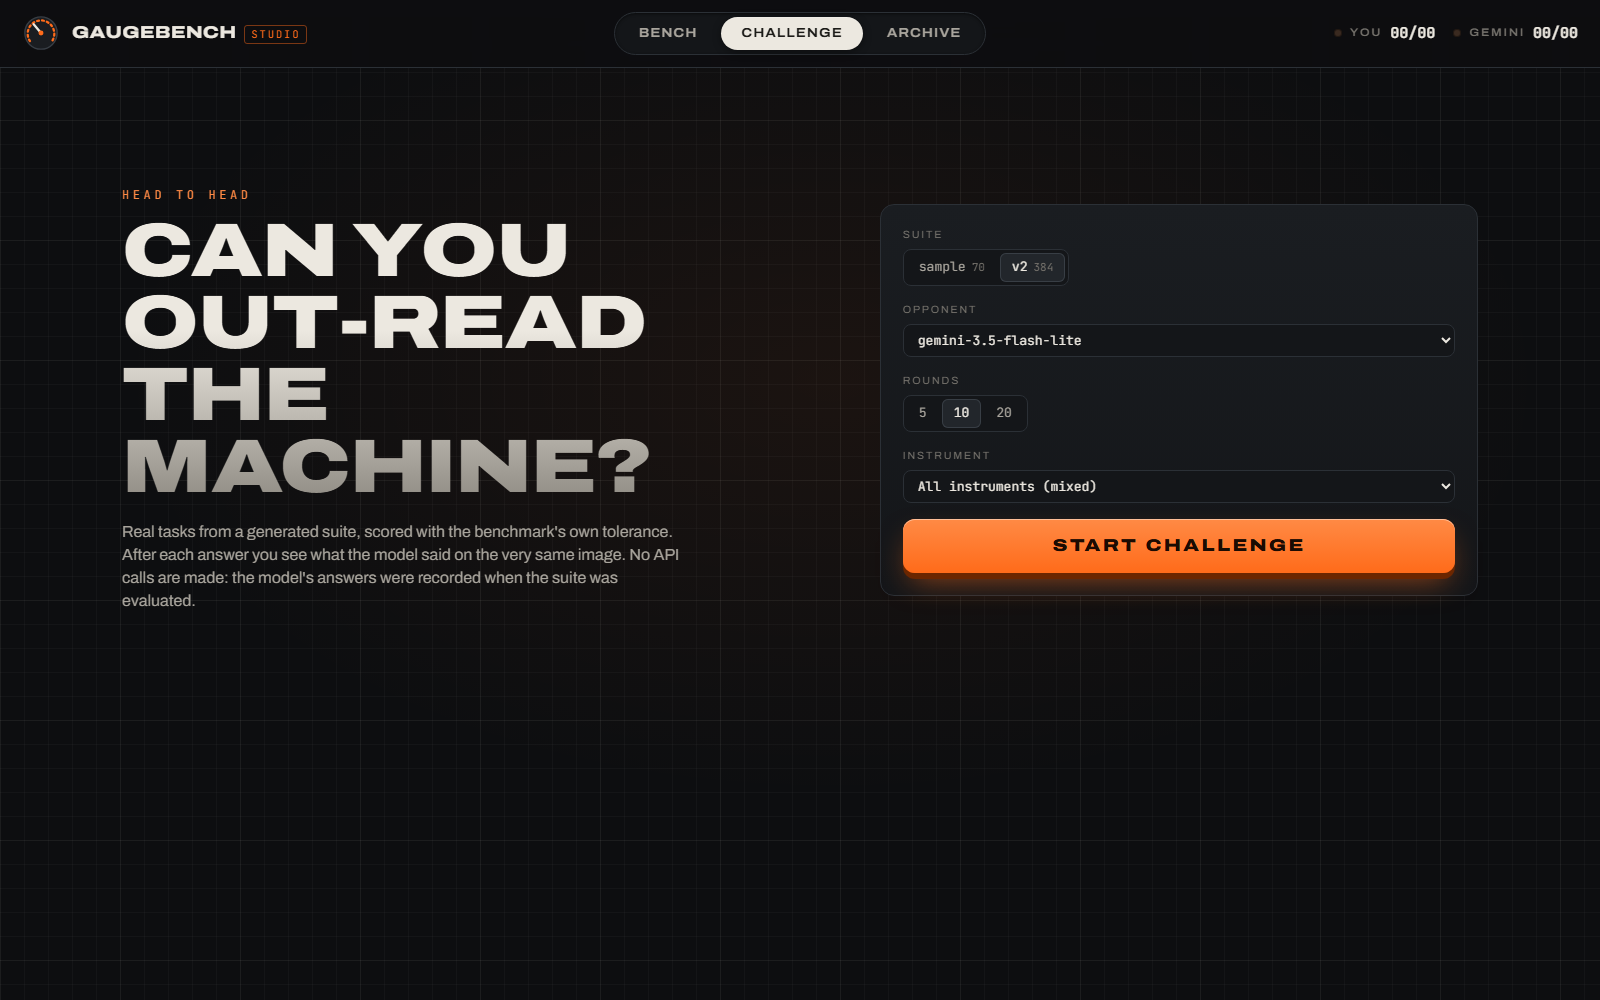 GAUGEBENCH STUDIO
BENCH CHALLENGE ARCHIVE
YOU 00/00 GEMINI 00/00
HEAD TO HEAD
CAN YOU
OUT-READ
THE
MACHINE?
Real tasks from a generated suite, scored with the benchmark's own tolerance.
After each answer you see what the model said on the very same image. No API
calls are made: the model's answers were recorded when the suite was
evaluated.
SUITE
sample 70 v2 384
OPPONENT
gemini-3.5-flash-lite
ROUNDS
5 10 20
INSTRUMENT
All instruments (mixed)
START CHALLENGE